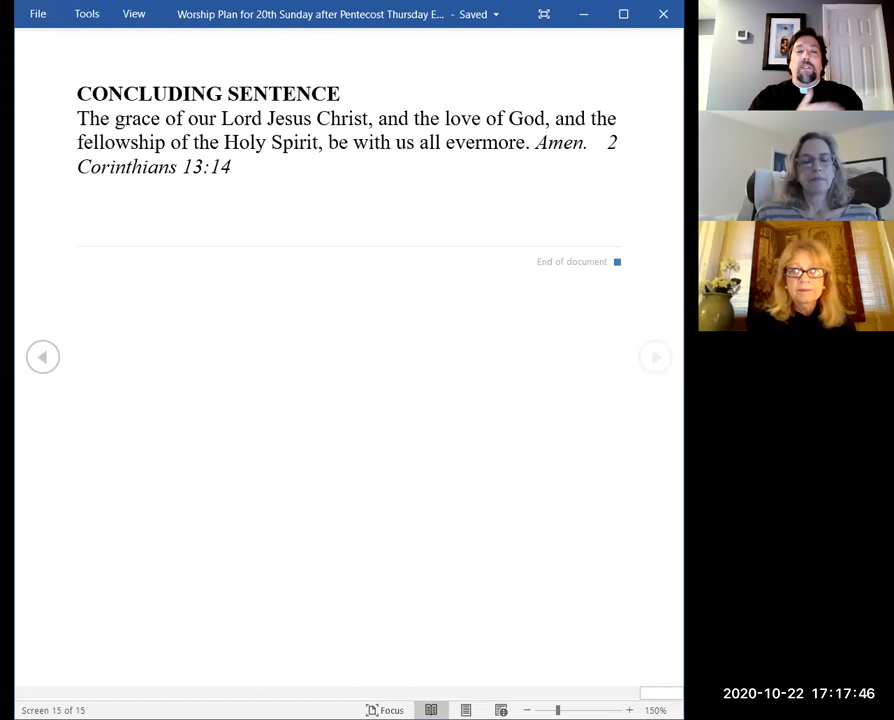 File Tools View Worship Plan for 20th Sunday after Pentecost Thursday E... - Saved
CONCLUDING SENTENCE
The grace of our Lord Jesus Christ, and the love of God, and the
fellowship of the Holy Spirit, be with us all evermore. Amen. 2
Corinthians 13:14
End of document
Screen 15 of 15
Focus
150%
2020-10-22 17:17:46